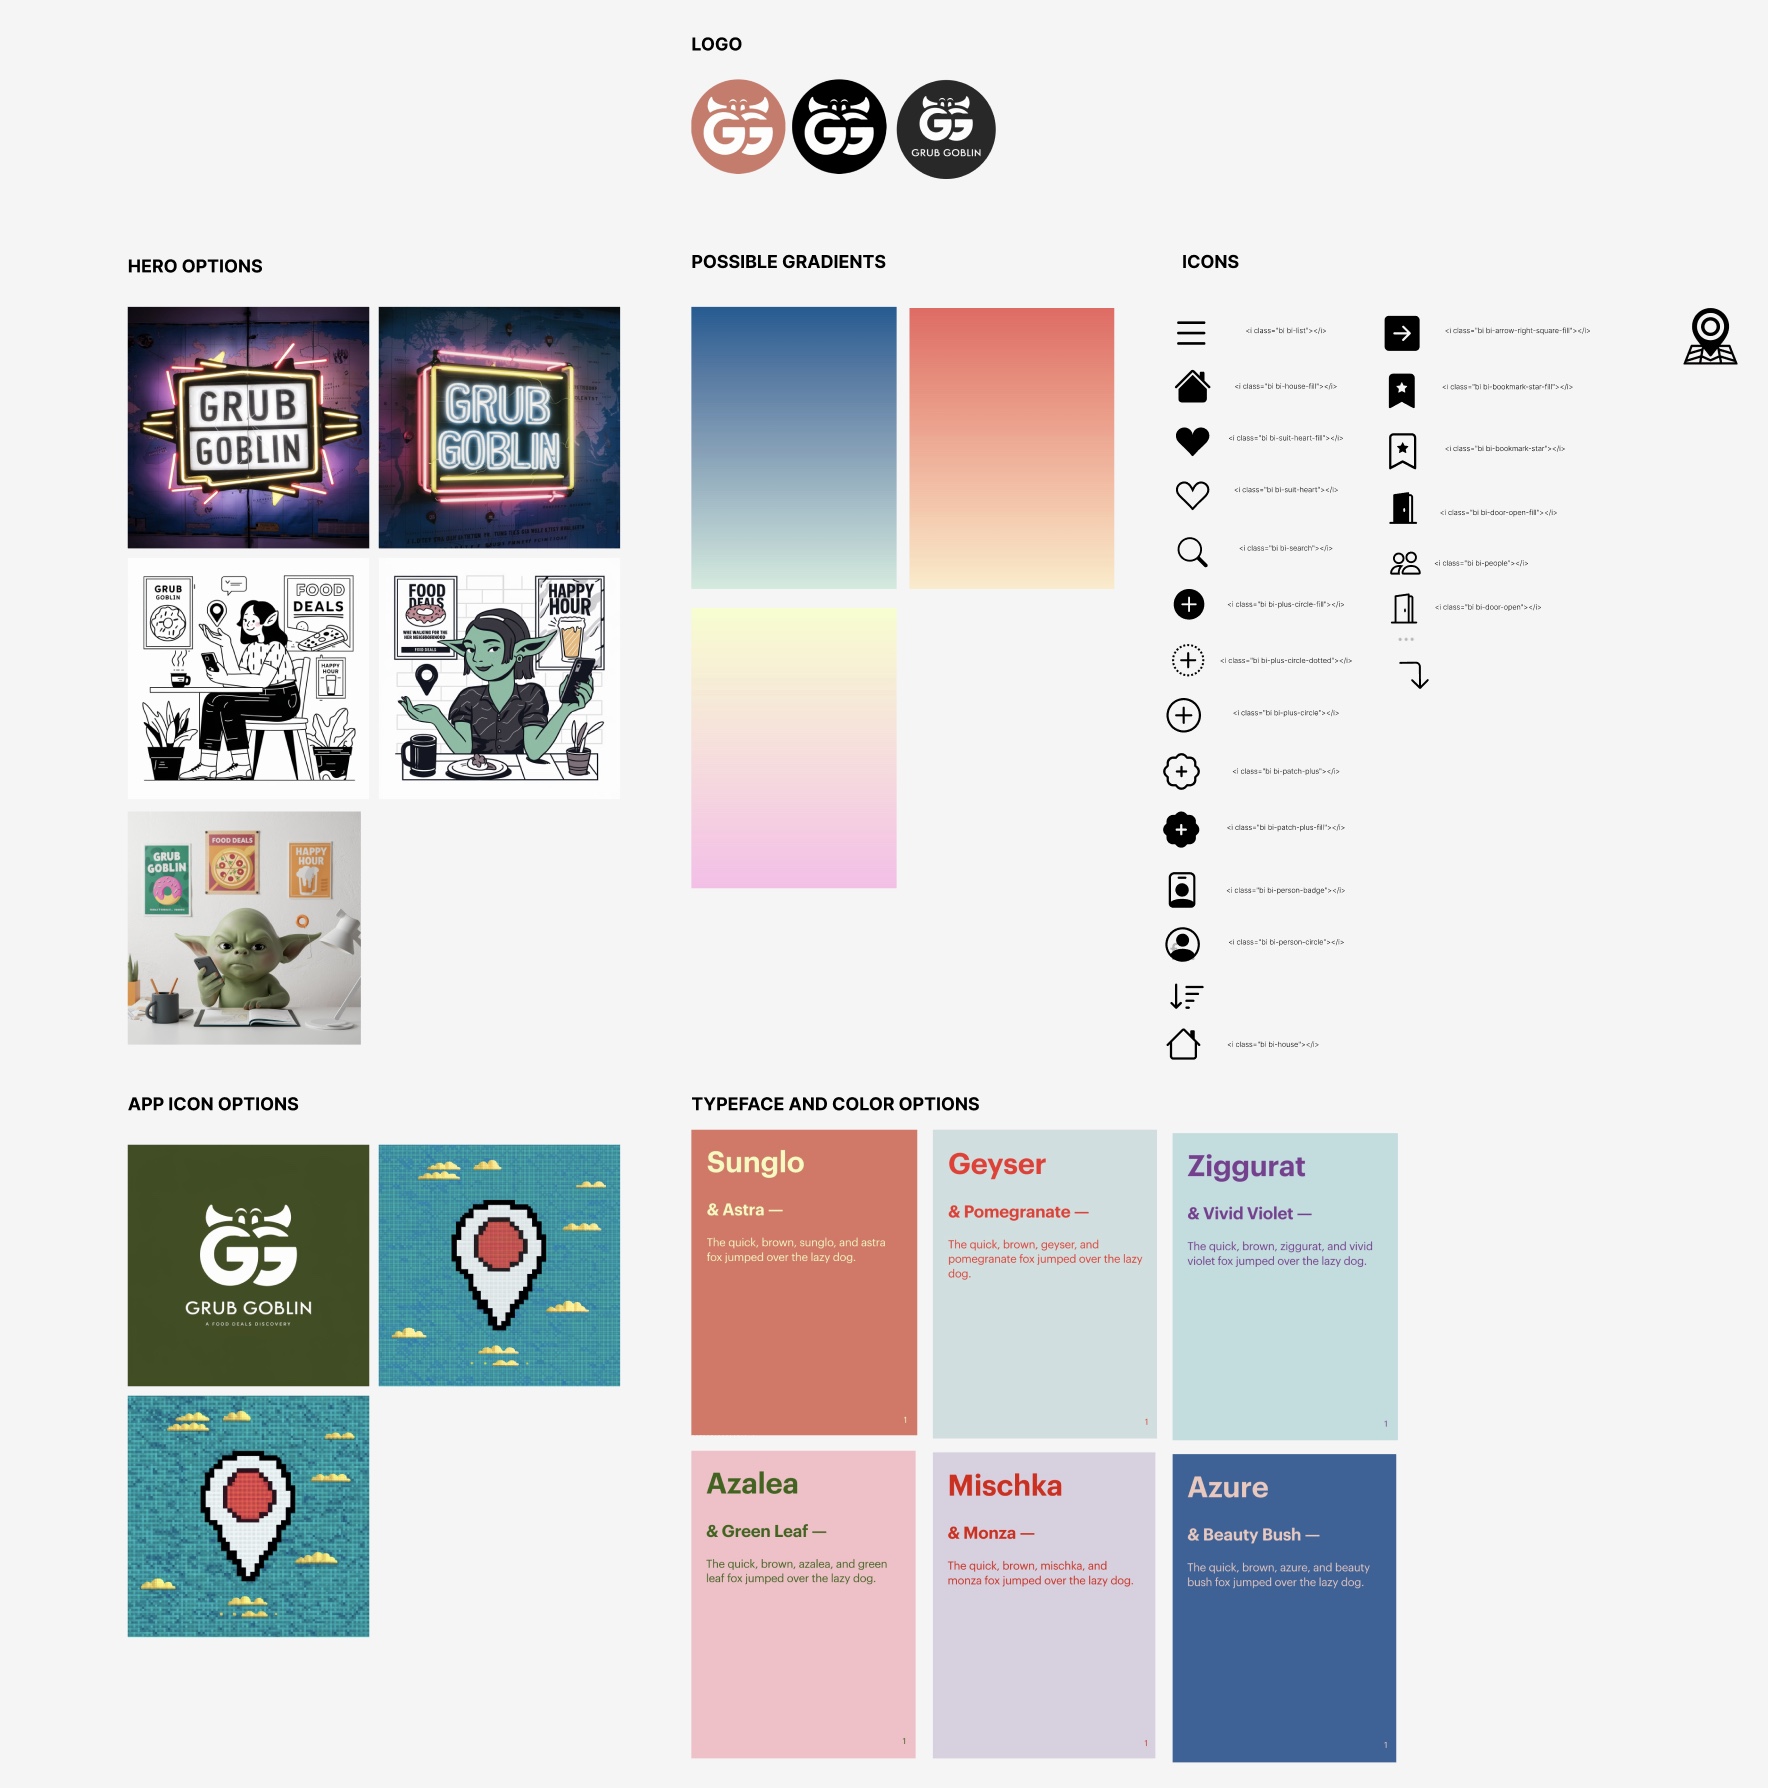 LOGO
GG
GG
GG
GRUB GOBLIN
HERO OPTIONS
GRUB
GOBLIN
GRUB
GOBLIN
GRUB
GOBLIN
FOOD
DEALS
HAPPY
HOUR
FOOD
DEALS
FOOD DEALS
HAPPY
HOUR
GRUB
GOBLIN
FOOD DEALS
HAPPY
HOUR
POSSIBLE GRADIENTS
ICONS
<i class="bi bi-list"></i>
<i class="bi bi-house-fill"></i>
<i class="bi bi-suit-heart-fill"></i>
<i class="bi bi-suit-heart"></i>
<i class="bi bi-search"></i>
<i class="bi bi-plus-circle-fill"></i>
<i class="bi bi-plus-circle-dotted"></i>
<i class="bi bi-plus-circle"></i>
<i class="bi bi-patch-plus"></i>
<i class="bi bi-patch-plus-fill"></i>
<i class="bi bi-person-badge"></i>
<i class="bi bi-person-circle"></i>
<i class="bi bi-house"></i>
<i class="bi bi-arrow-right-square-fill"></i>
<i class="bi bi-bookmark-star-fill"></i>
<i class="bi bi-bookmark-star"></i>
<i class="bi bi-door-open-fill"></i>
<i class="bi bi-people"></i>
<i class="bi bi-door-open"></i>
APP ICON OPTIONS
GG
GRUB GOBLIN
A FOOD DEALS DISCOVERY
TYPEFACE AND COLOR OPTIONS
Sunglo
& Astra —
The quick, brown, sunglo, and astra
fox jumped over the lazy dog.
1
Geyser
& Pomegranate —
The quick, brown, geyser, and
pomegranate fox jumped over the lazy
dog.
1
Ziggurat
& Vivid Violet —
The quick, brown, ziggurat, and vivid
violet fox jumped over the lazy dog.
1
Azalea
& Green Leaf —
The quick, brown, azalea, and green
leaf fox jumped over the lazy dog.
1
Mischka
& Monza —
The quick, brown, mischka, and
monza fox jumped over the lazy dog.
1
Azure
& Beauty Bush —
The quick, brown, azure, and beauty
bush fox jumped over the lazy dog.
1